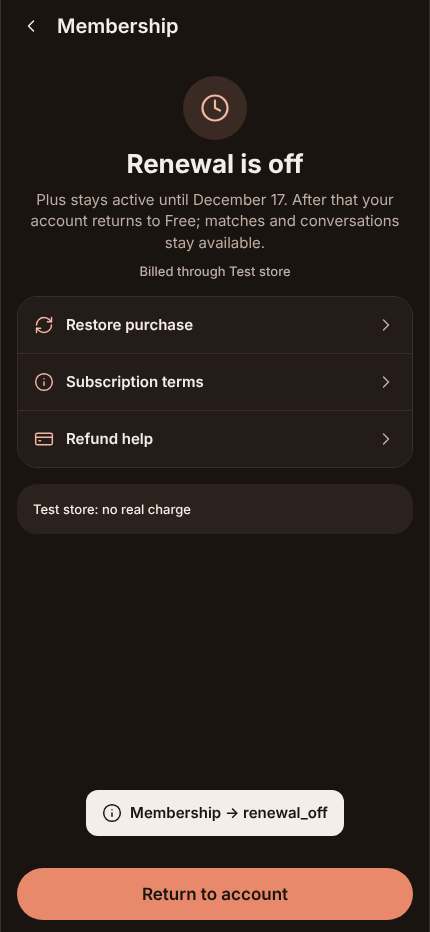 Membership
Renewal is off
Plus stays active until December 17. After that your
account returns to Free; matches and conversations
stay available.
Billed through Test store
Restore purchase
Subscription terms
Refund help
Test store: no real charge
Membership → renewal_off
Return to account